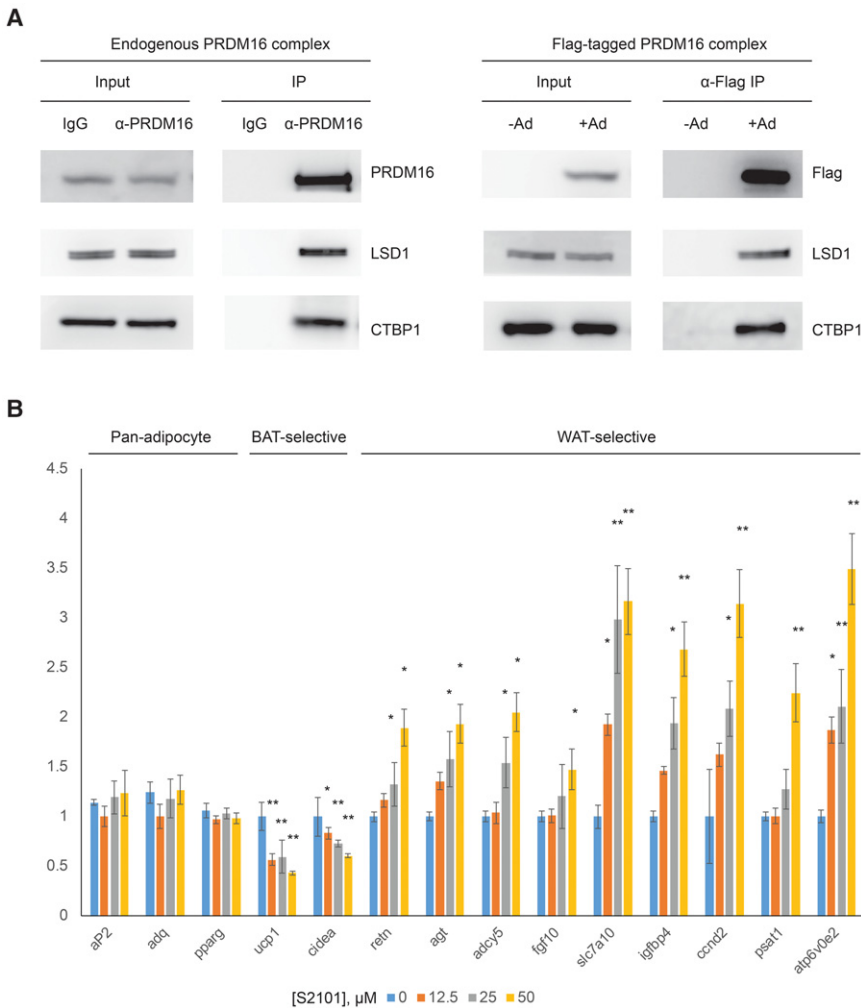 A
Endogenous PRDM16 complex
Flag-tagged PRDM16 complex
Input
IP
Input
α-Flag IP
IgG
α-PRDM16
IgG
α-PRDM16
-Ad
+Ad
-Ad
+Ad
PRDM16
Flag
LSD1
LSD1
CTBP1
CTBP1
B
Pan-adipocyte
BAT-selective
WAT-selective
4.5
4
3.5
3
2.5
2
1.5
1
0.5
0
**
**
**
*
**
**
*
*
*
*
*
*
*
*
**
**
*
**
*
**
**
*
**
**
aP2
adq
pparg
ucp1
cidea
retn
agt
adcy5
fgf10
slc7a10
igfbp4
ccnd2
psat1
atp6v0e2
[S2101], μM 0 12.5 25 50